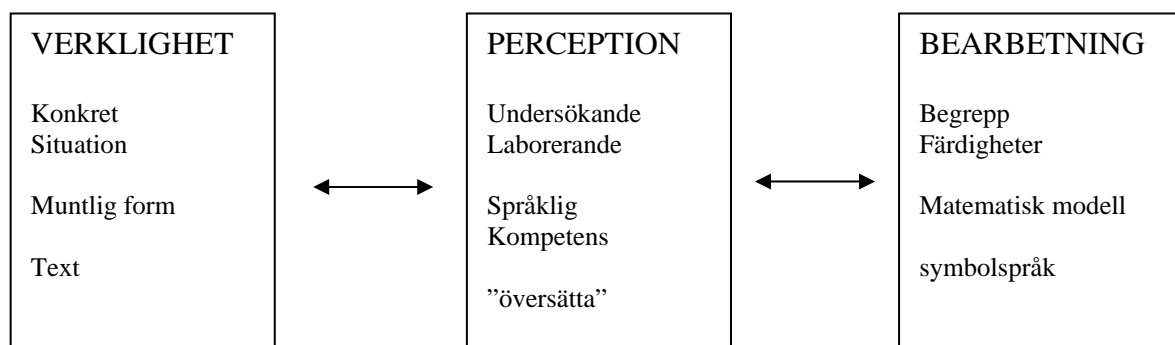 VERKLIGHET
Konkret
Situation
Muntlig form
Text
PERCEPTION
Undersökande
Laborerande
Språklig
Kompetens
”översätta”
BEARBETNING
Begrepp
Färdigheter
Matematisk modell
symbolspråk